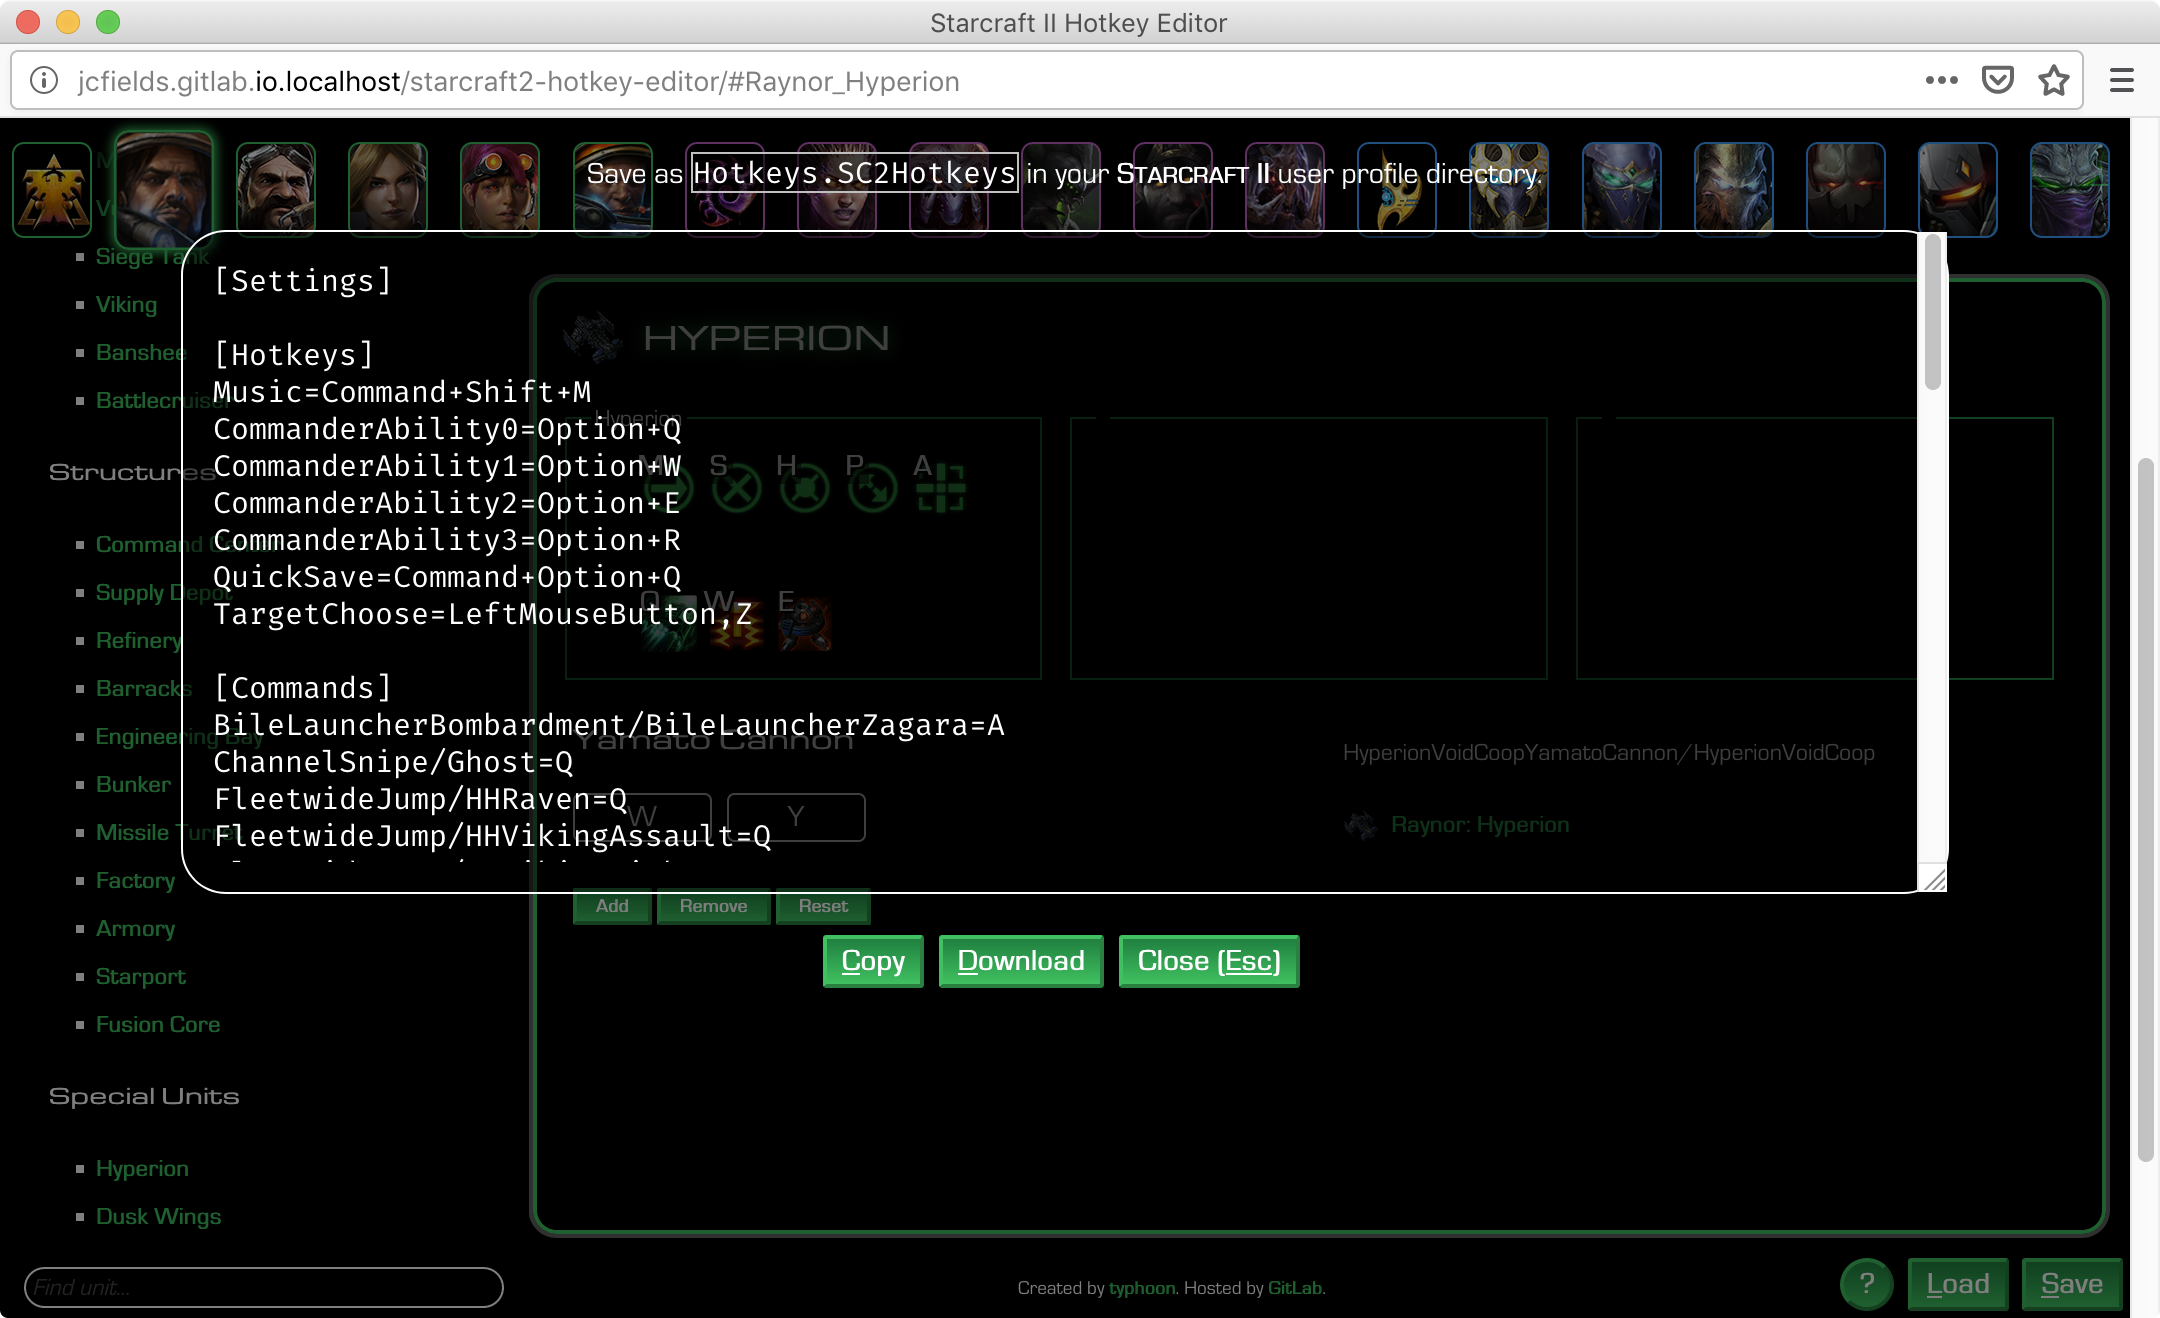 Starcraft II Hotkey Editor
jcfields.gitlab.io.localhost/starcraft2-hotkey-editor/#Raynor_Hyperion
Save as Hotkeys.SC2Hotkeys in your STARCRAFT II user profile directory.
[Settings]
[Hotkeys]
Music=Command+Shift+M
CommanderAbility0=Option+Q
CommanderAbility1=Option+W
CommanderAbility2=Option+E
CommanderAbility3=Option+R
QuickSave=Command+Option+Q
TargetChoose=LeftMouseButton,Z
[Commands]
BileLauncherBombardment/BileLauncherZagara=A
ChannelSnipe/Ghost=Q
FleetwideJump/HHRaven=Q
FleetwideJump/HHVikingAssault=Q
Copy
Download
Close (Esc)
Siege Tank
Viking
Banshee
Battlecruiser
Structures
Command
Supply Depot
Refinery
Barracks
Engineering Bay
Bunker
Missile Turret
Factory
Armory
Starport
Fusion Core
Special Units
Hyperion
Dusk Wings
HYPERION
Hyperion
M S H P A
Q W E
Yamato Cannon
HyperionVoidCoopYamatoCannon/HyperionVoidCoop
W Y
Raynor: Hyperion
Add Remove Reset
Find unit...
Created by typhoon. Hosted by GitLab.
?
Load
Save